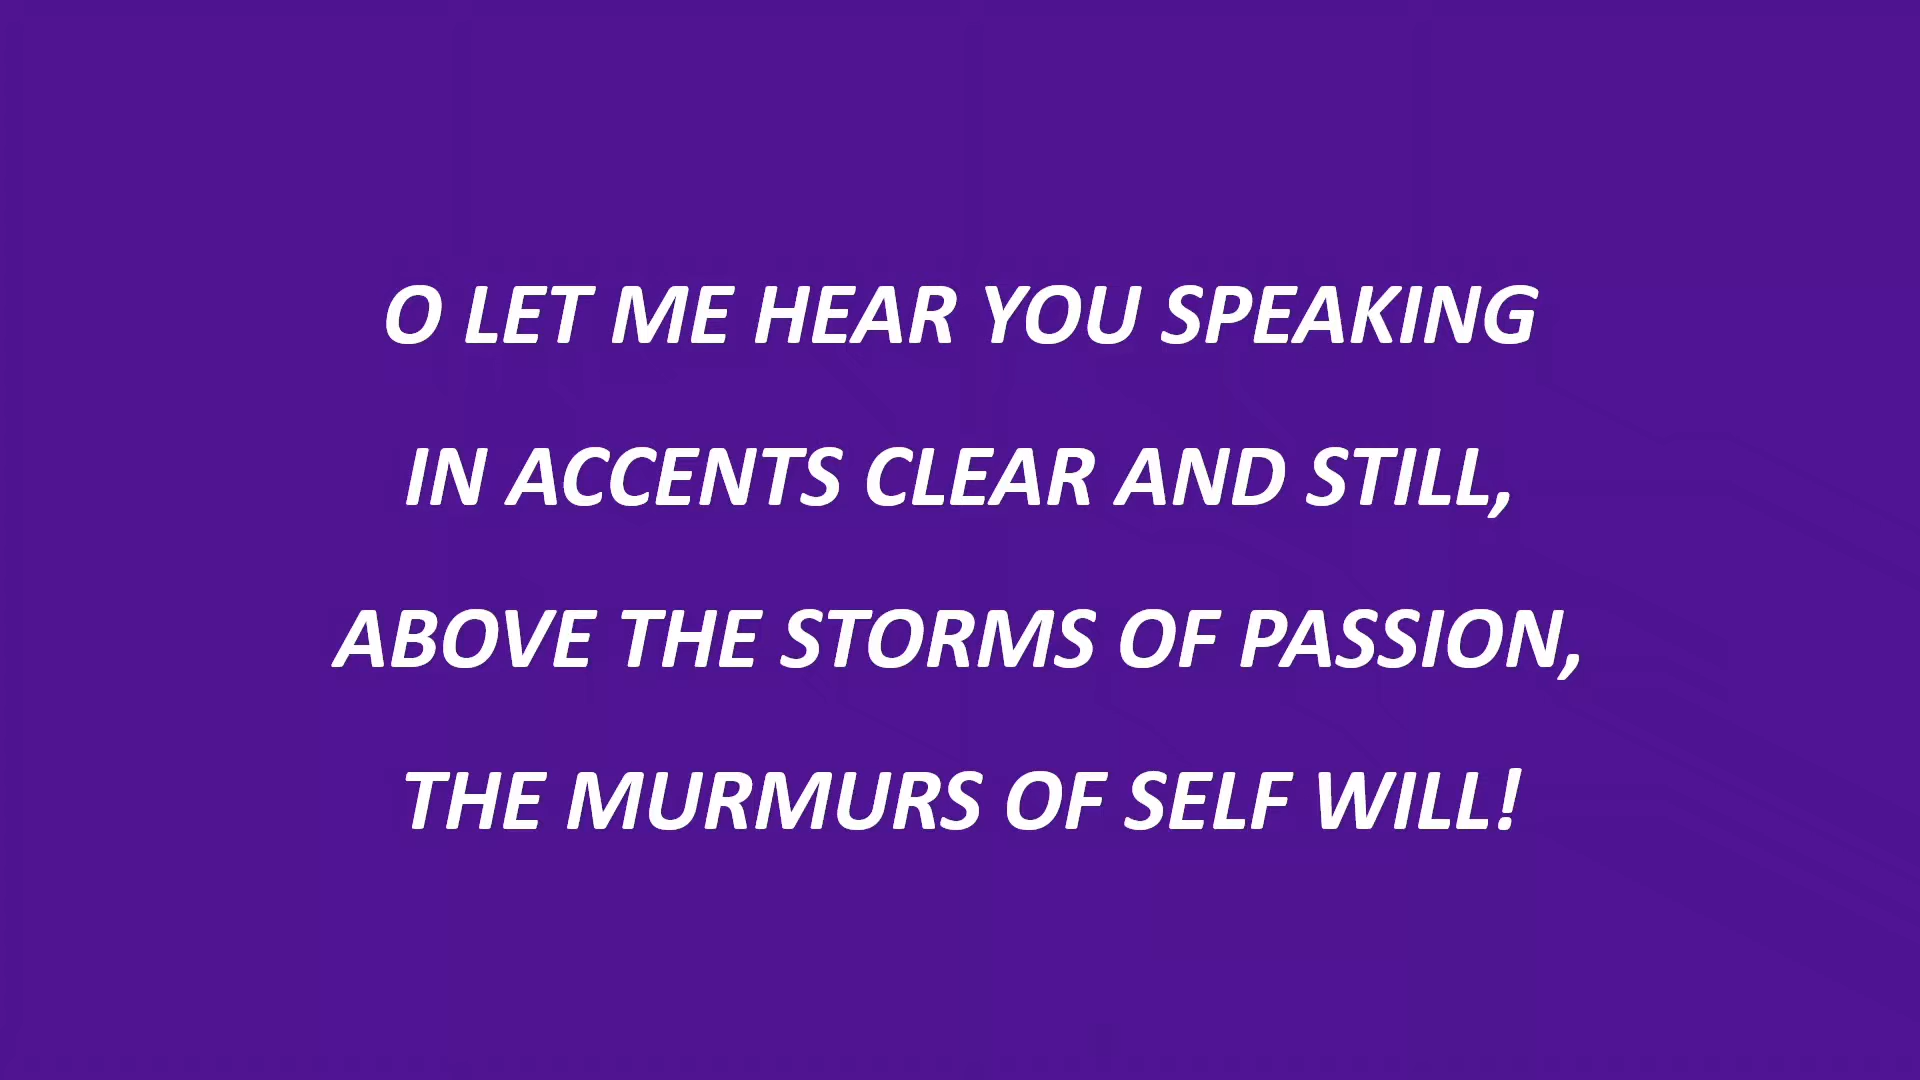 O LET ME HEAR YOU SPEAKING
IN ACCENTS CLEAR AND STILL,
ABOVE THE STORMS OF PASSION,
THE MURMURS OF SELF WILL!